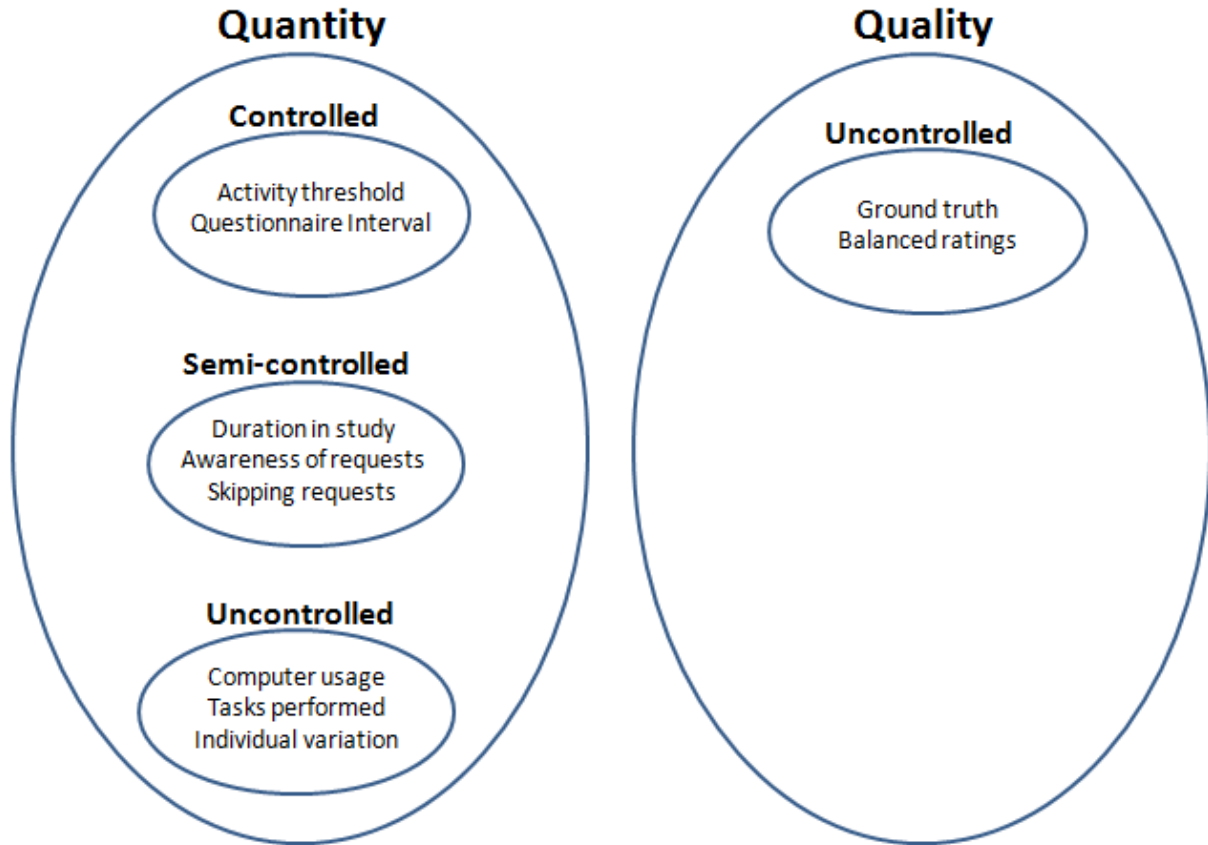 Quantity
Controlled
Activity threshold
Questionnaire Interval
Semi-controlled
Duration in study
Awareness of requests
Skipping requests
Uncontrolled
Computer usage
Tasks performed
Individual variation
Quality
Uncontrolled
Ground truth
Balanced ratings